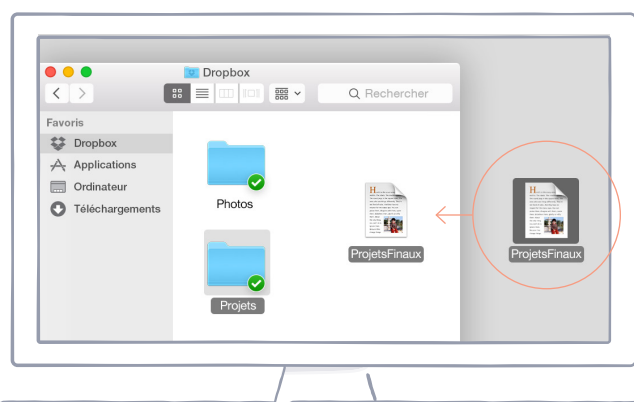 Dropbox
Rechercher
Favoris
Dropbox
Applications
Ordinateur
Téléchargements
Photos
Projets
ProjetsFinaux
ProjetsFinaux